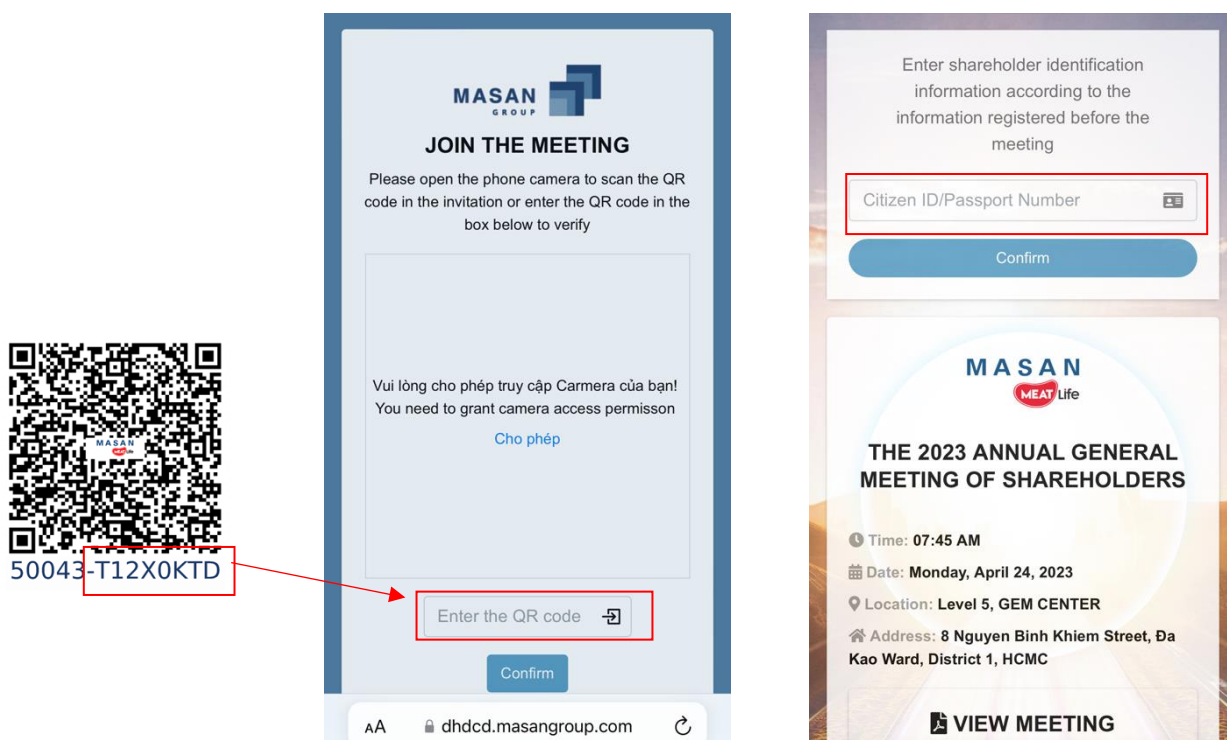 MASAN
MEAT Life
50043-T12X0KTD
MASAN
GROUP
JOIN THE MEETING
Please open the phone camera to scan the QR
code in the invitation or enter the QR code in the
box below to verify
Vui lòng cho phép truy cập Carmera của bạn!
You need to grant camera access permisson
Cho phép
Enter the QR code
Confirm
AA dhdcd.masangroup.com
Enter shareholder identification
information according to the
information registered before the
meeting
Citizen ID/Passport Number
Confirm
MASAN
MEAT Life
THE 2023 ANNUAL GENERAL
MEETING OF SHAREHOLDERS
Time: 07:45 AM
Date: Monday, April 24, 2023
Location: Level 5, GEM CENTER
Address: 8 Nguyen Binh Khiem Street, Đa
Kao Ward, District 1, HCMC
VIEW MEETING